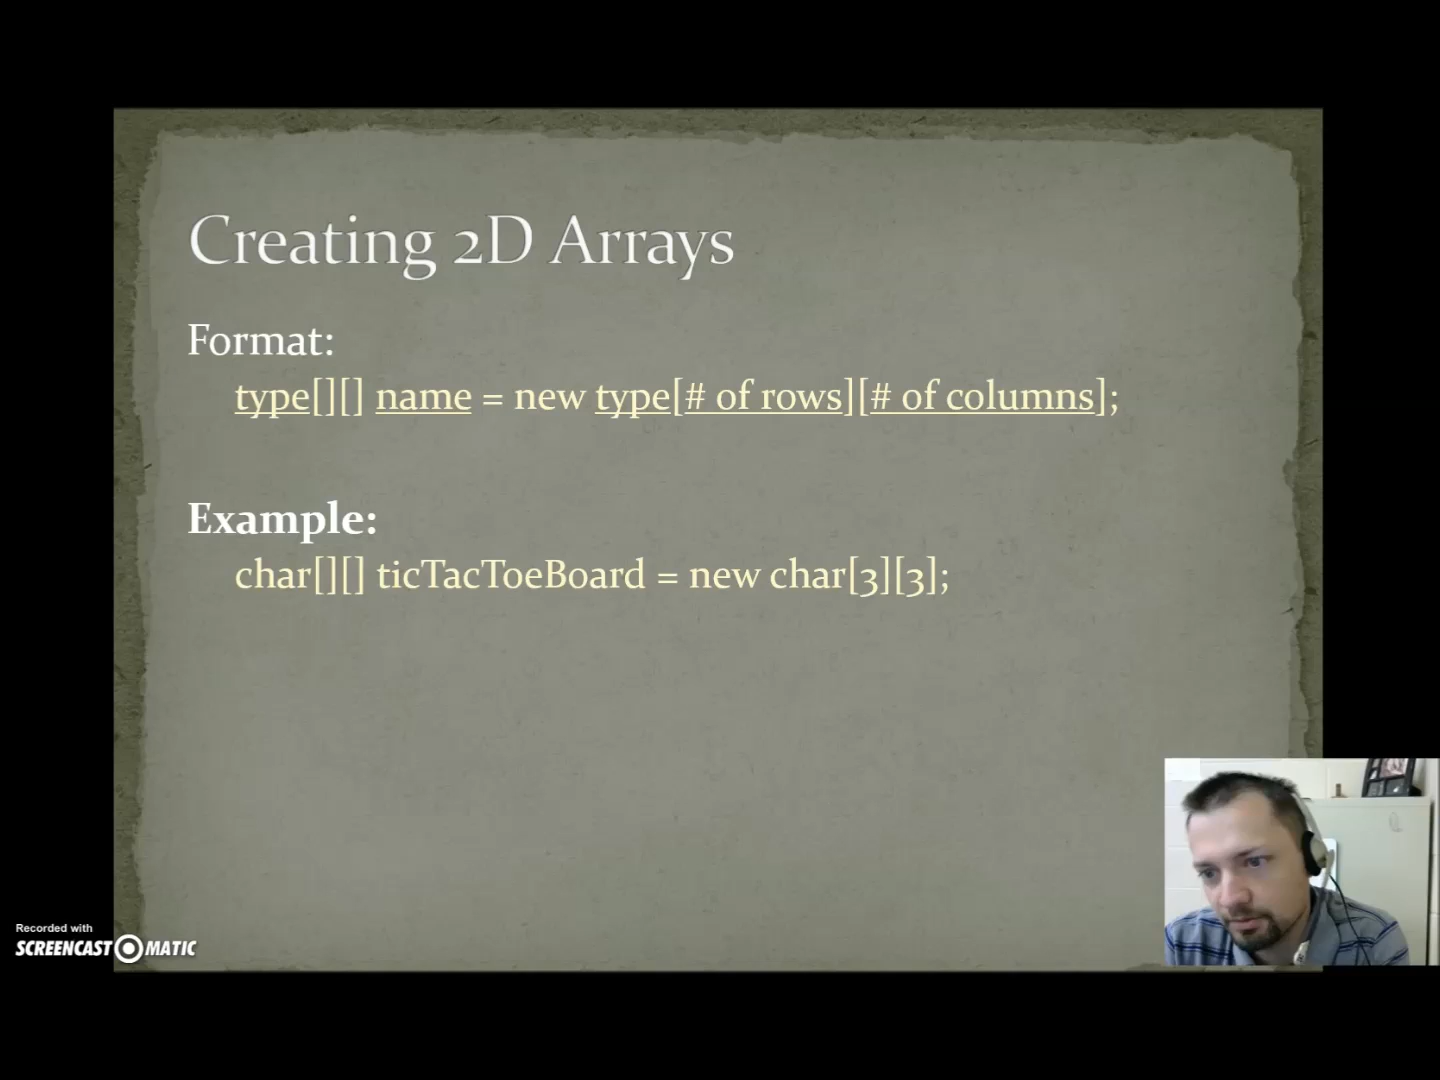 Creating 2D Arrays
Format:
type[][] name = new type[# of rows][# of columns];
Example:
char[][] ticTacToeBoard = new char[3][3];
Recorded with
SCREENCAST MATIC